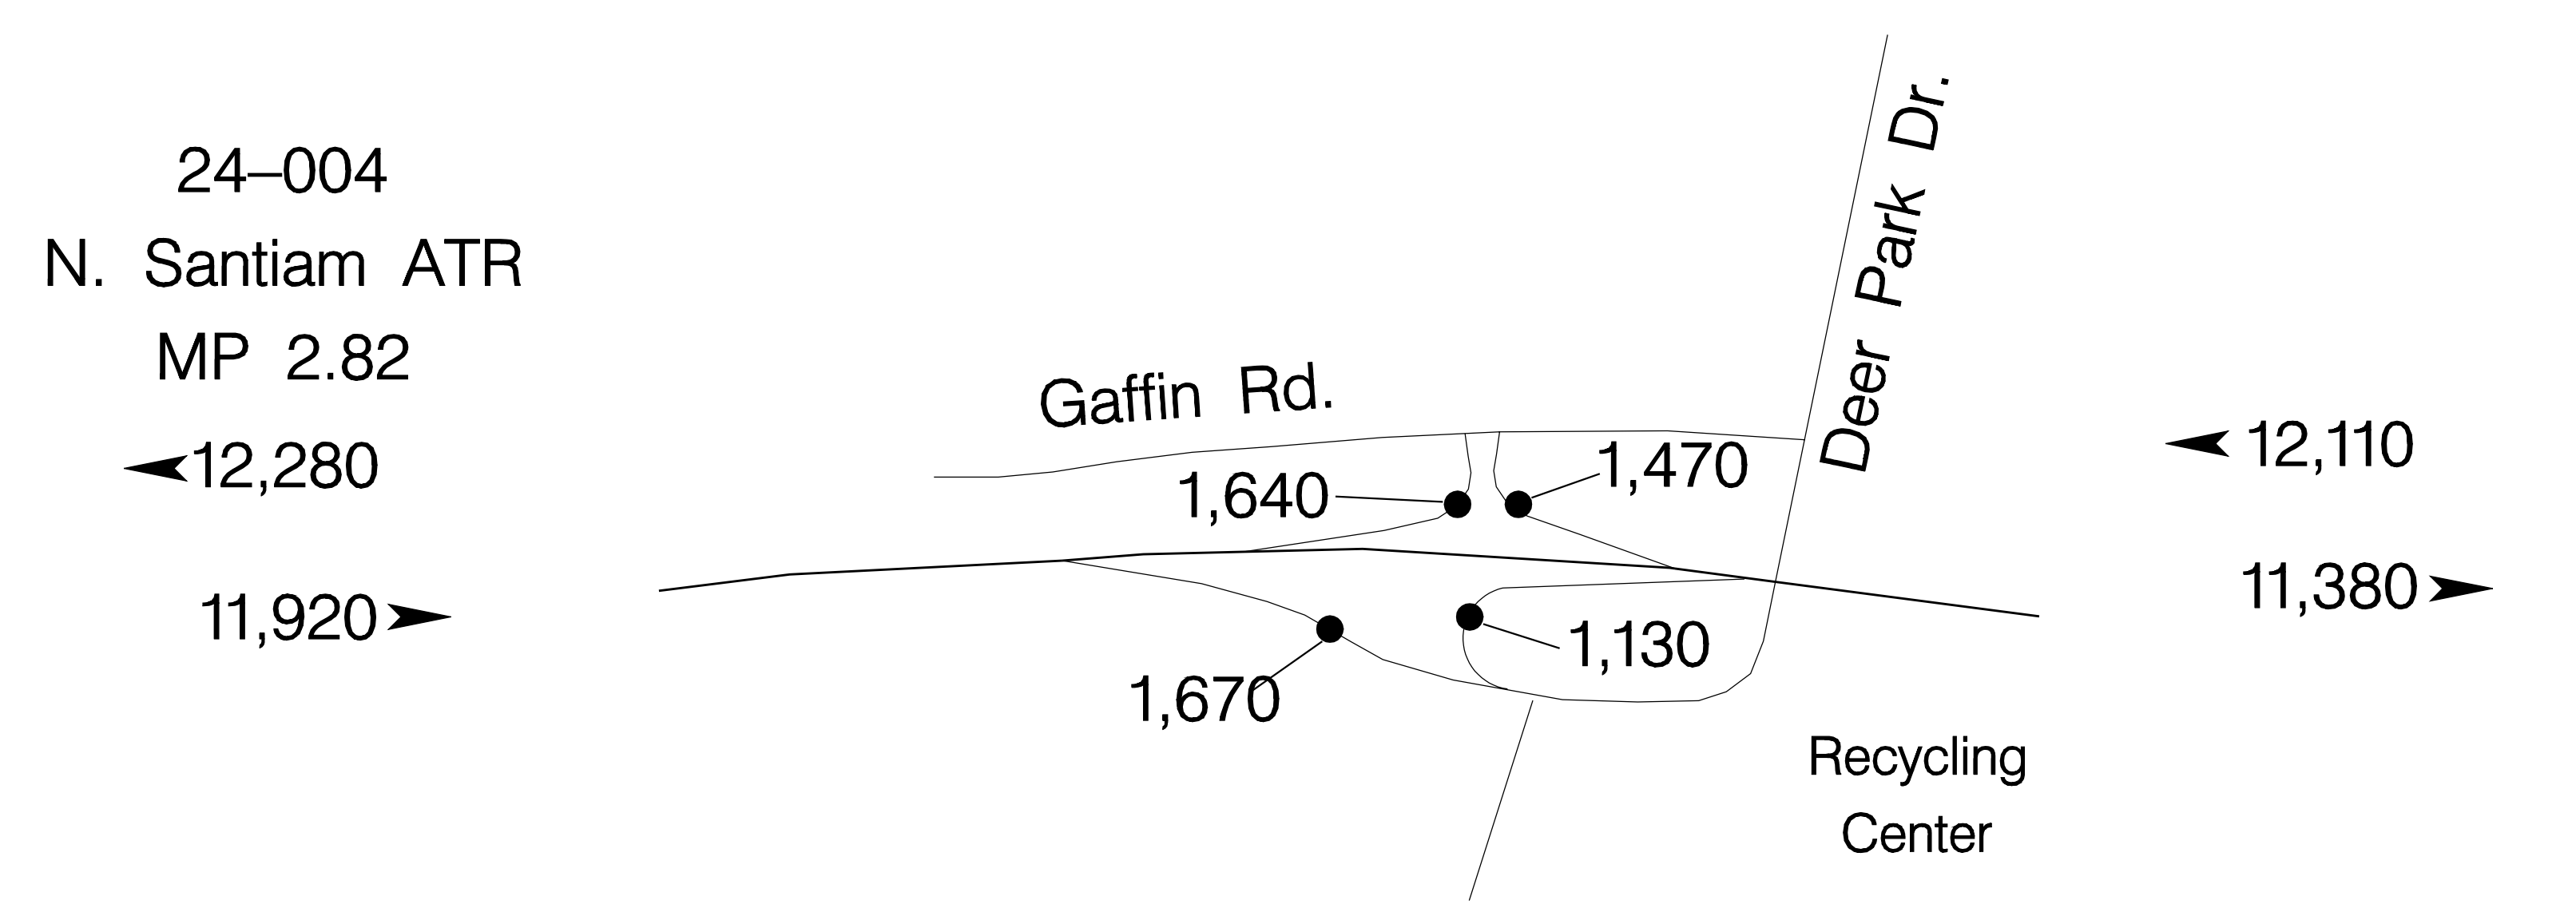 24–004
N. Santiam ATR
MP 2.82
12,280
11,920
Gaffin Rd.
Deer Park Dr.
1,640
1,470
1,670
1,130
12,110
11,380
Recycling
Center